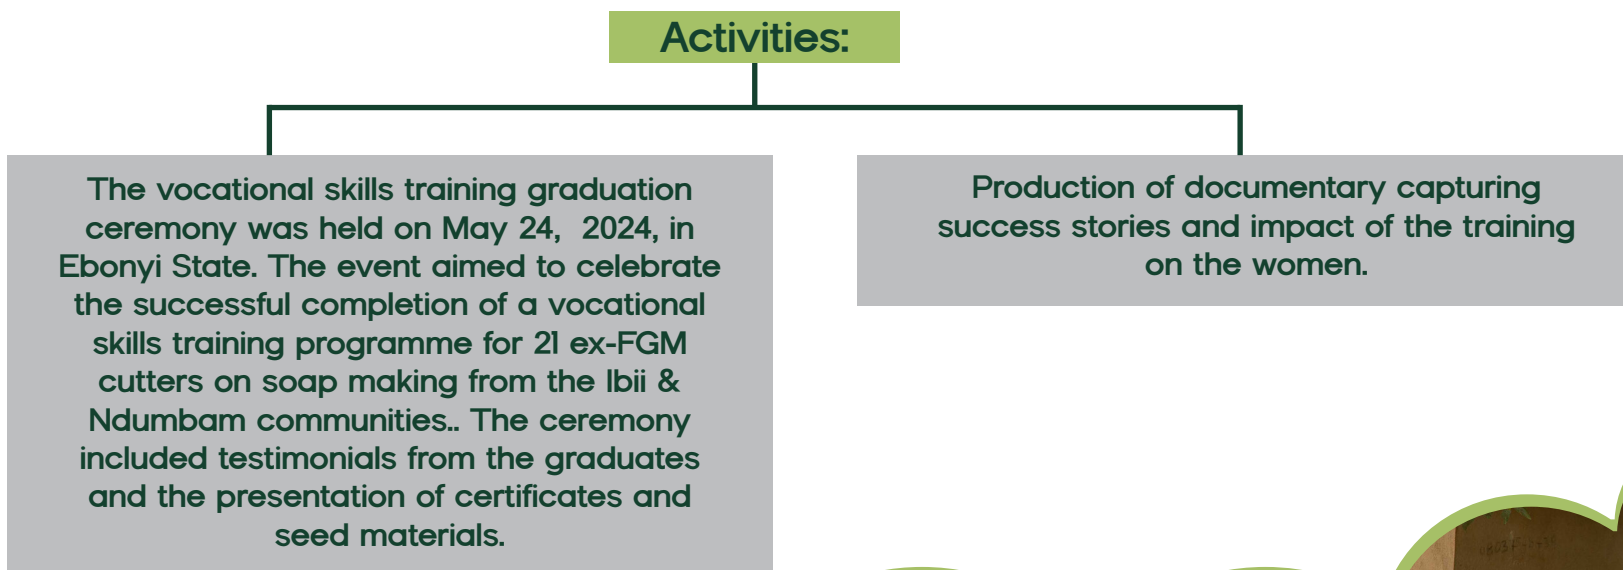 Activities:
The vocational skills training graduation
ceremony was held on May 24, 2024, in
Ebonyi State. The event aimed to celebrate
the successful completion of a vocational
skills training programme for 21 ex-FGM
cutters on soap making from the Ibii &
Ndumbam communities.. The ceremony
included testimonials from the graduates
and the presentation of certificates and
seed materials.
Production of documentary capturing
success stories and impact of the training
on the women.